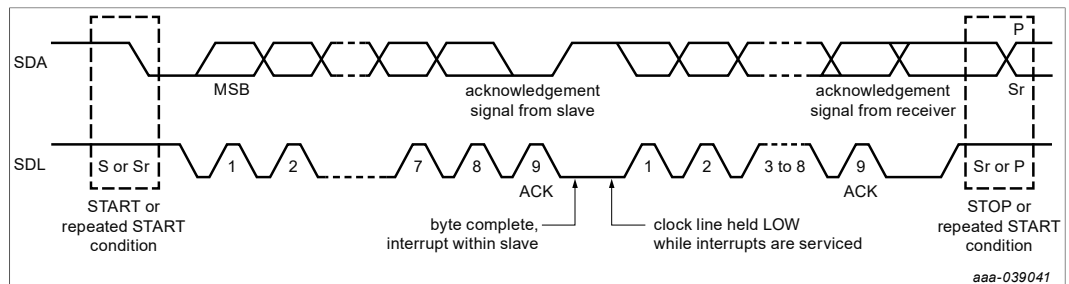 P
SDA
MSB
acknowledgement
signal from slave
acknowledgement
signal from receiver
Sr
SDL
S or Sr
1
2
7
8
9
1
2
3 to 8
9
Sr or P
ACK
ACK
START or
repeated START
condition
byte complete,
interrupt within slave
clock line held LOW
while interrupts are serviced
STOP or
repeated START
condition
aaa-039041